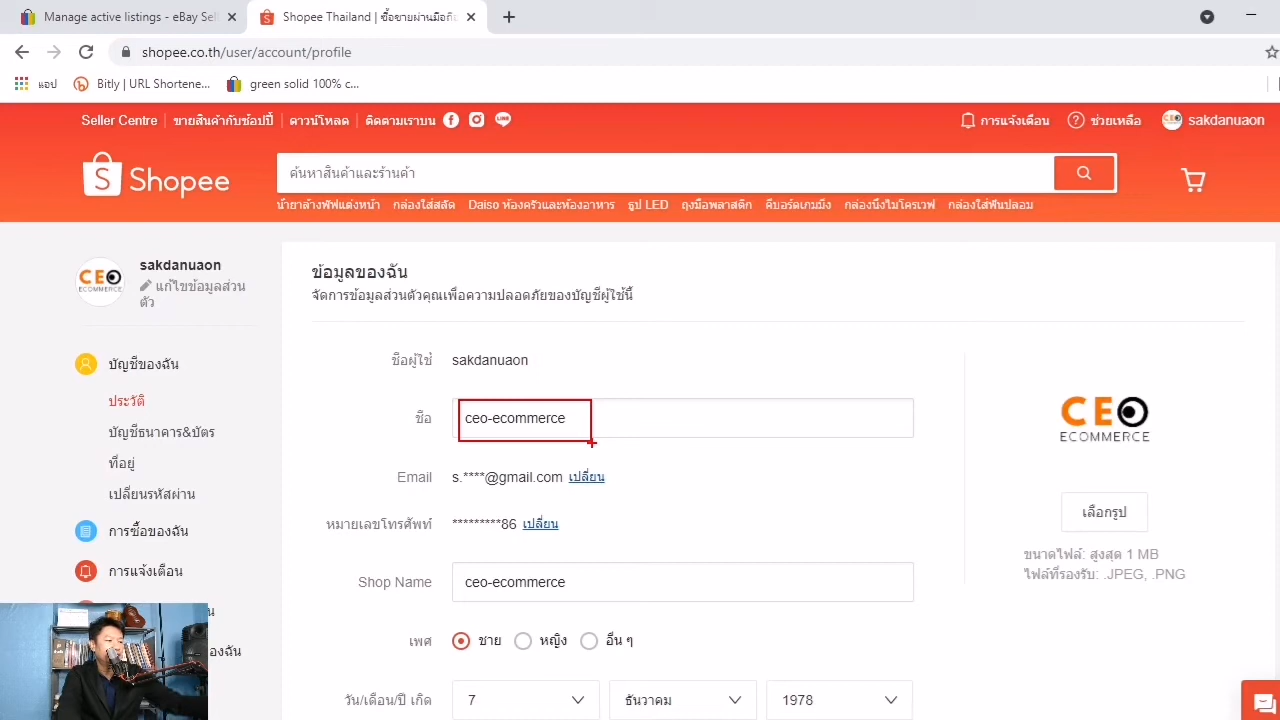 Manage active listings - eBay Sell
Shopee Thailand | ซื้อขายผ่านมือถือ
shopee.co.th/user/account/profile
แอป
Bitly | URL Shortene...
green solid 100% c...
Seller Centre
ขายสินค้ากับช้อปปี้
ดาวน์โหลด
ติดตามเราบน
การแจ้งเตือน
ช่วยเหลือ
sakdanuaon
Shopee
ค้นหาสินค้าและร้านค้า
น้ำยาล้างพัฟแต่งหน้า กล่องใส่สลัด Daiso ห้องครัวและห้องอาหาร ธูป LED ถุงมือพลาสติก คีบอร์ดเกมมิ่ง กล่องนึ่งไมโครเวฟ กล่องใส่ฟันปลอม
CEO
ECOMMERCE
sakdanuaon
แก้ไขข้อมูลส่วน
ตัว
ข้อมูลของฉัน
จัดการข้อมูลส่วนตัวคุณเพื่อความปลอดภัยของบัญชีผู้ใช้นี้
บัญชีของฉัน
ประวัติ
บัญชีธนาคาร&บัตร
ที่อยู่
เปลี่ยนรหัสผ่าน
การซื้อของฉัน
การแจ้งเตือน
องฉัน
ชื่อผู้ใช้ sakdanuaon
ชื่อ ceo-ecommerce
Email s.****@gmail.com เปลี่ยน
หมายเลขโทรศัพท์ *********86 เปลี่ยน
Shop Name ceo-ecommerce
เพศ ชาย หญิง อื่น ๆ
วัน/เดือน/ปี เกิด 7 ธันวาคม 1978
CEO
ECOMMERCE
เลือกรูป
ขนาดไฟล์: สูงสุด 1 MB
ไฟล์ที่รองรับ: .JPEG, .PNG